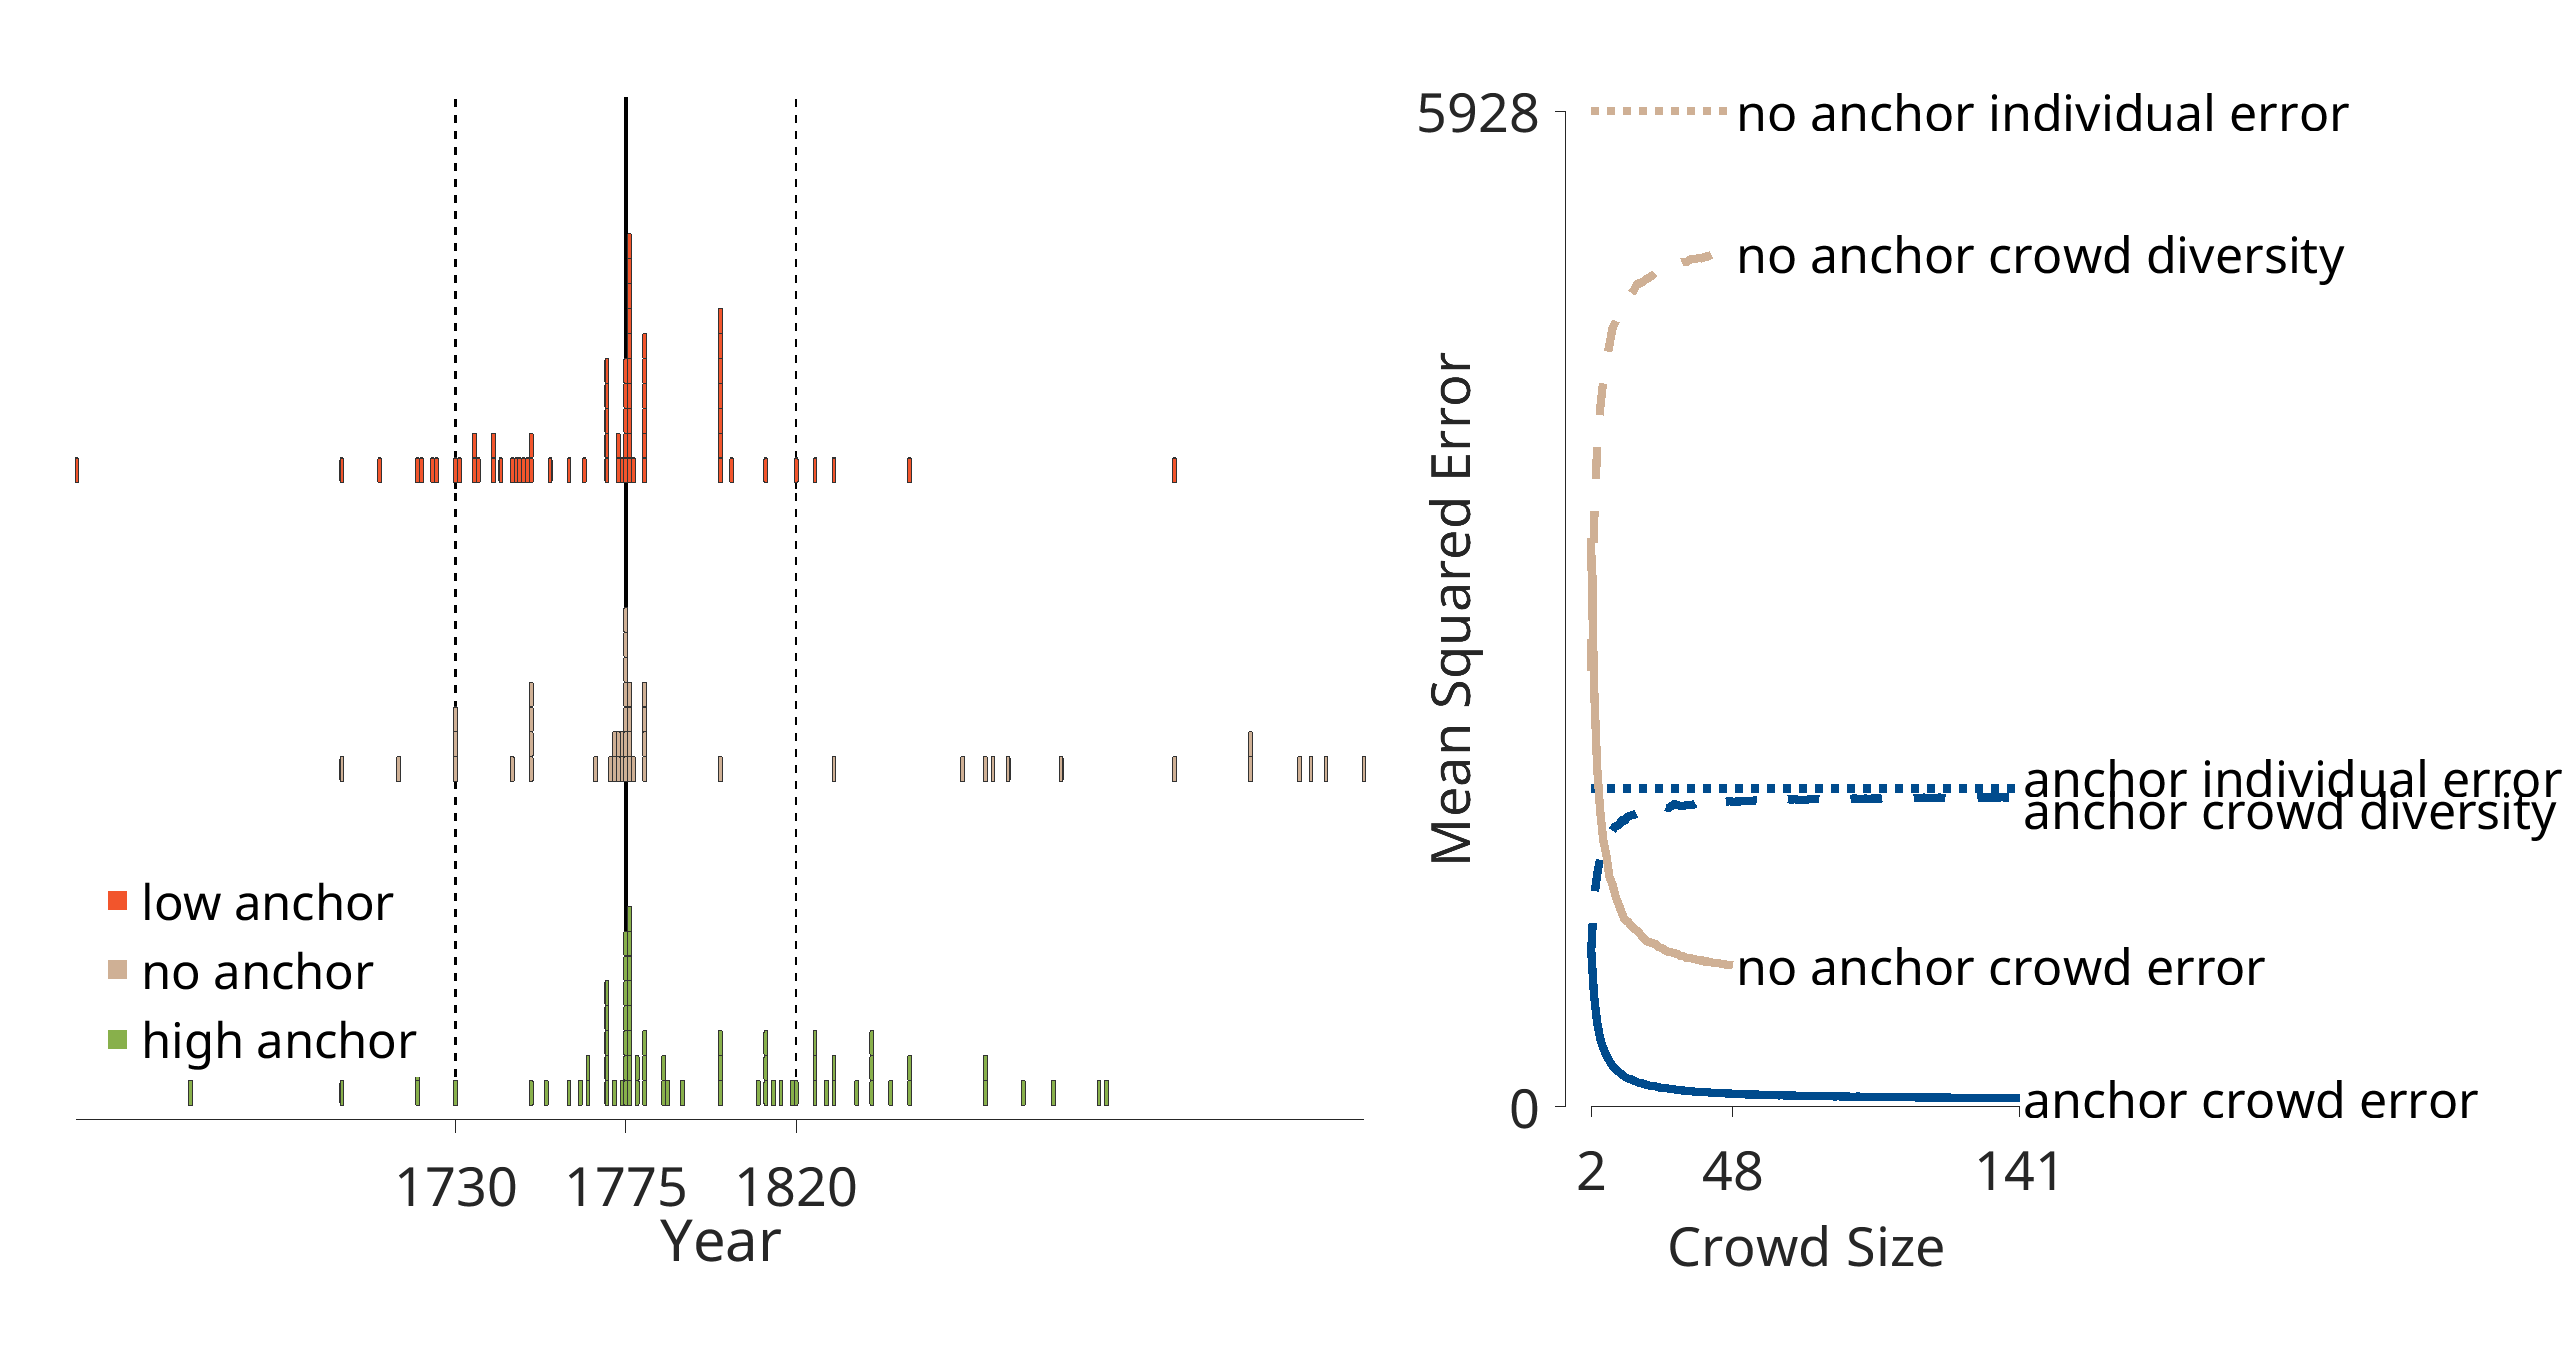 low anchor
no anchor
high anchor
1730
1775
1820
Year
5928
0
Mean Squared Error
no anchor individual error
no anchor crowd diversity
anchor individual error
anchor crowd diversity
no anchor crowd error
anchor crowd error
2
48
141
Crowd Size